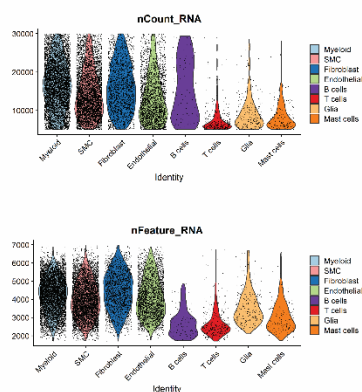 nCount_RNA
30000
20000
10000
Myeloid
SMC
Fibroblast
Endothelial
B cells
T cells
Glia
Mast cells
Identity
Myeloid
SMC
Fibroblast
Endothelial
B cells
T cells
Glia
Mast cells
nFeature_RNA
7000
6000
5000
4000
3000
2000
Myeloid
SMC
Fibroblast
Endothelial
B cells
T cells
Glia
Mast cells
Identity
Myeloid
SMC
Fibroblast
Endothelial
B cells
T cells
Glia
Mast cells